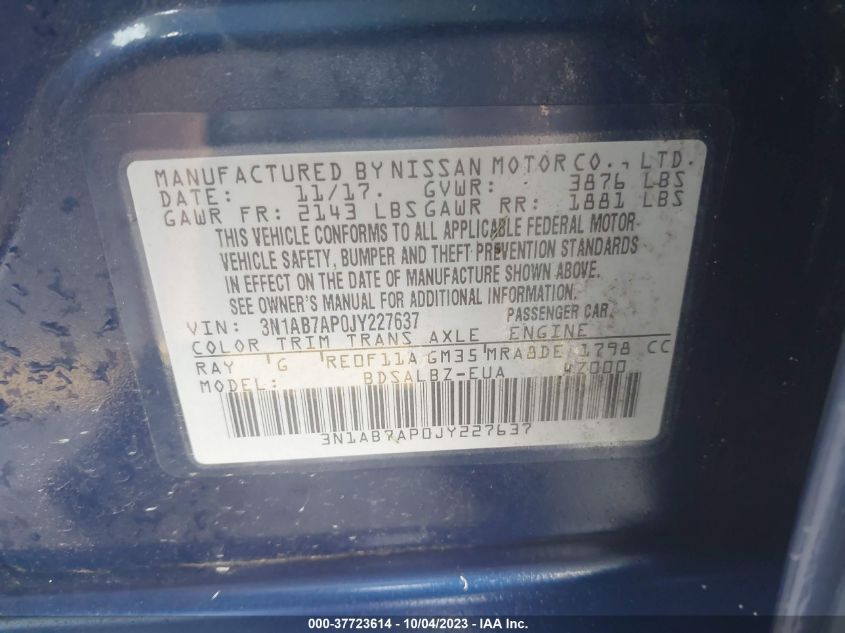 MANUFACTURED BY NISSAN MOTOR CO., LTD.
DATE: 11/17. GVWR: 3876 LBS
GAWR FR: 2143 LBS GAWR RR: 1881 LBS
THIS VEHICLE CONFORMS TO ALL APPLICABLE FEDERAL MOTOR
VEHICLE SAFETY, BUMPER AND THEFT PREVENTION STANDARDS
IN EFFECT ON THE DATE OF MANUFACTURE SHOWN ABOVE.
SEE OWNER'S MANUAL FOR ADDITIONAL INFORMATION.
VIN: 3N1AB7AP0JY227637 PASSENGER CAR.
COLOR TRIM TRANS AXLE ENGINE
RAY G RE0F11A GM35 MRA8DE 1798 CC
MODEL: BDSALBZ-EUA 47000
3N1AB7AP0JY227637
000-37723614 - 10/04/2023 - IAAI.com